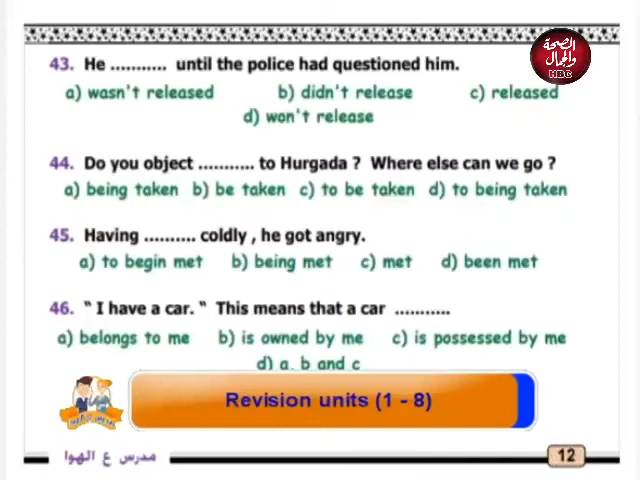 الصحة
والجمال
HBG
43. He ........... until the police had questioned him.
a) wasn't released b) didn't release c) released
d) won't release
44. Do you object ........... to Hurgada ? Where else can we go ?
a) being taken b) be taken c) to be taken d) to being taken
45. Having .......... coldly , he got angry.
a) to begin met b) being met c) met d) been met
46. " I have a car. " This means that a car ...........
a) belongs to me b) is owned by me c) is possessed by me
d) a, b and c
Revision units (1 - 8)
مدرس ع الهوا
مدرس ع الهوا 12